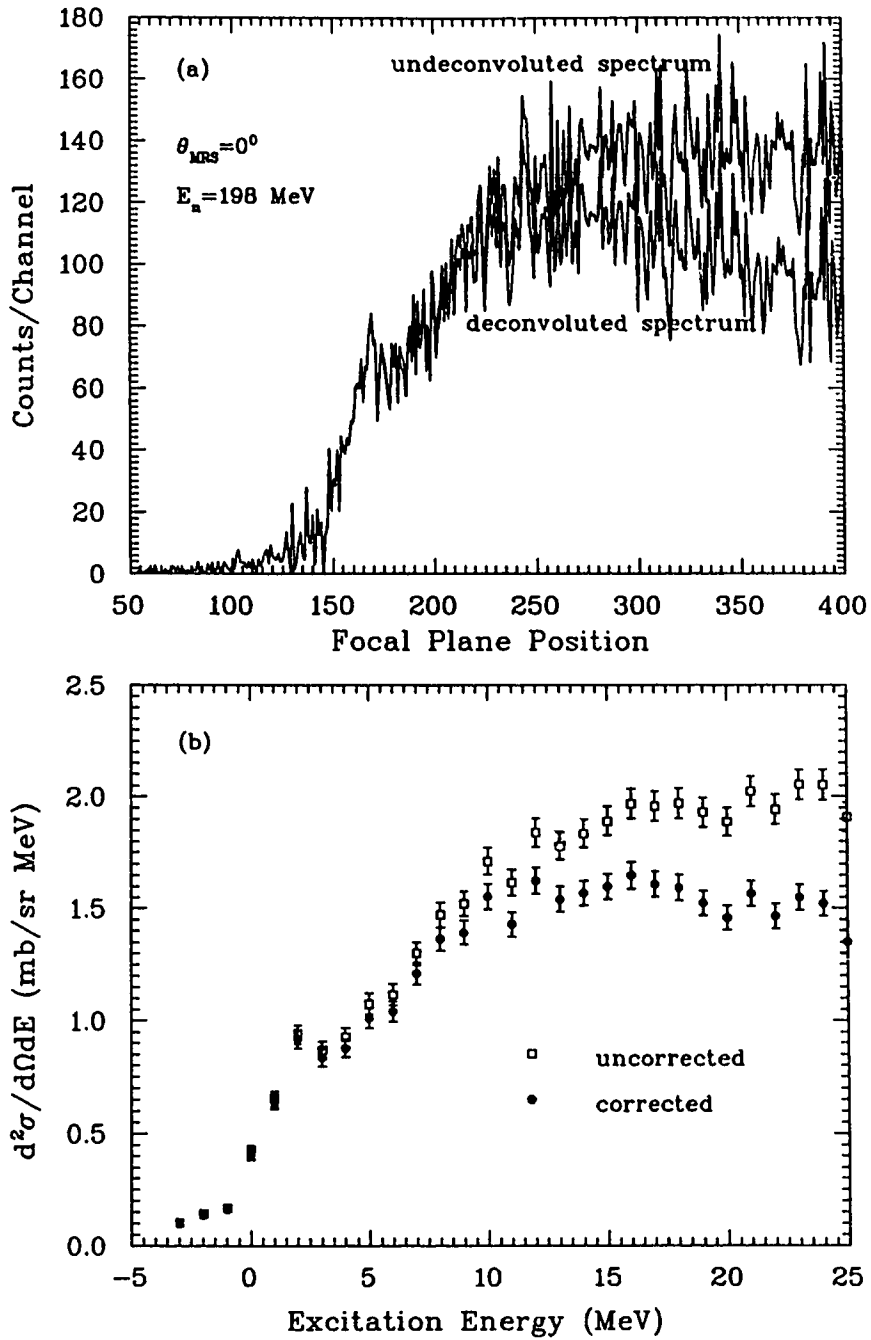 180
160
140
120
100
80
60
40
20
0
Counts/Channel
(a)
undeconvoluted spectrum
θMRS=0⁰
En=198 MeV
deconvoluted spectrum
50 100 150 200 250 300 350 400
Focal Plane Position
2.5
2.0
1.5
1.0
0.5
0.0
d²σ/dΩdE (mb/sr MeV)
(b)
uncorrected
corrected
−5 0 5 10 15 20 25
Excitation Energy (MeV)